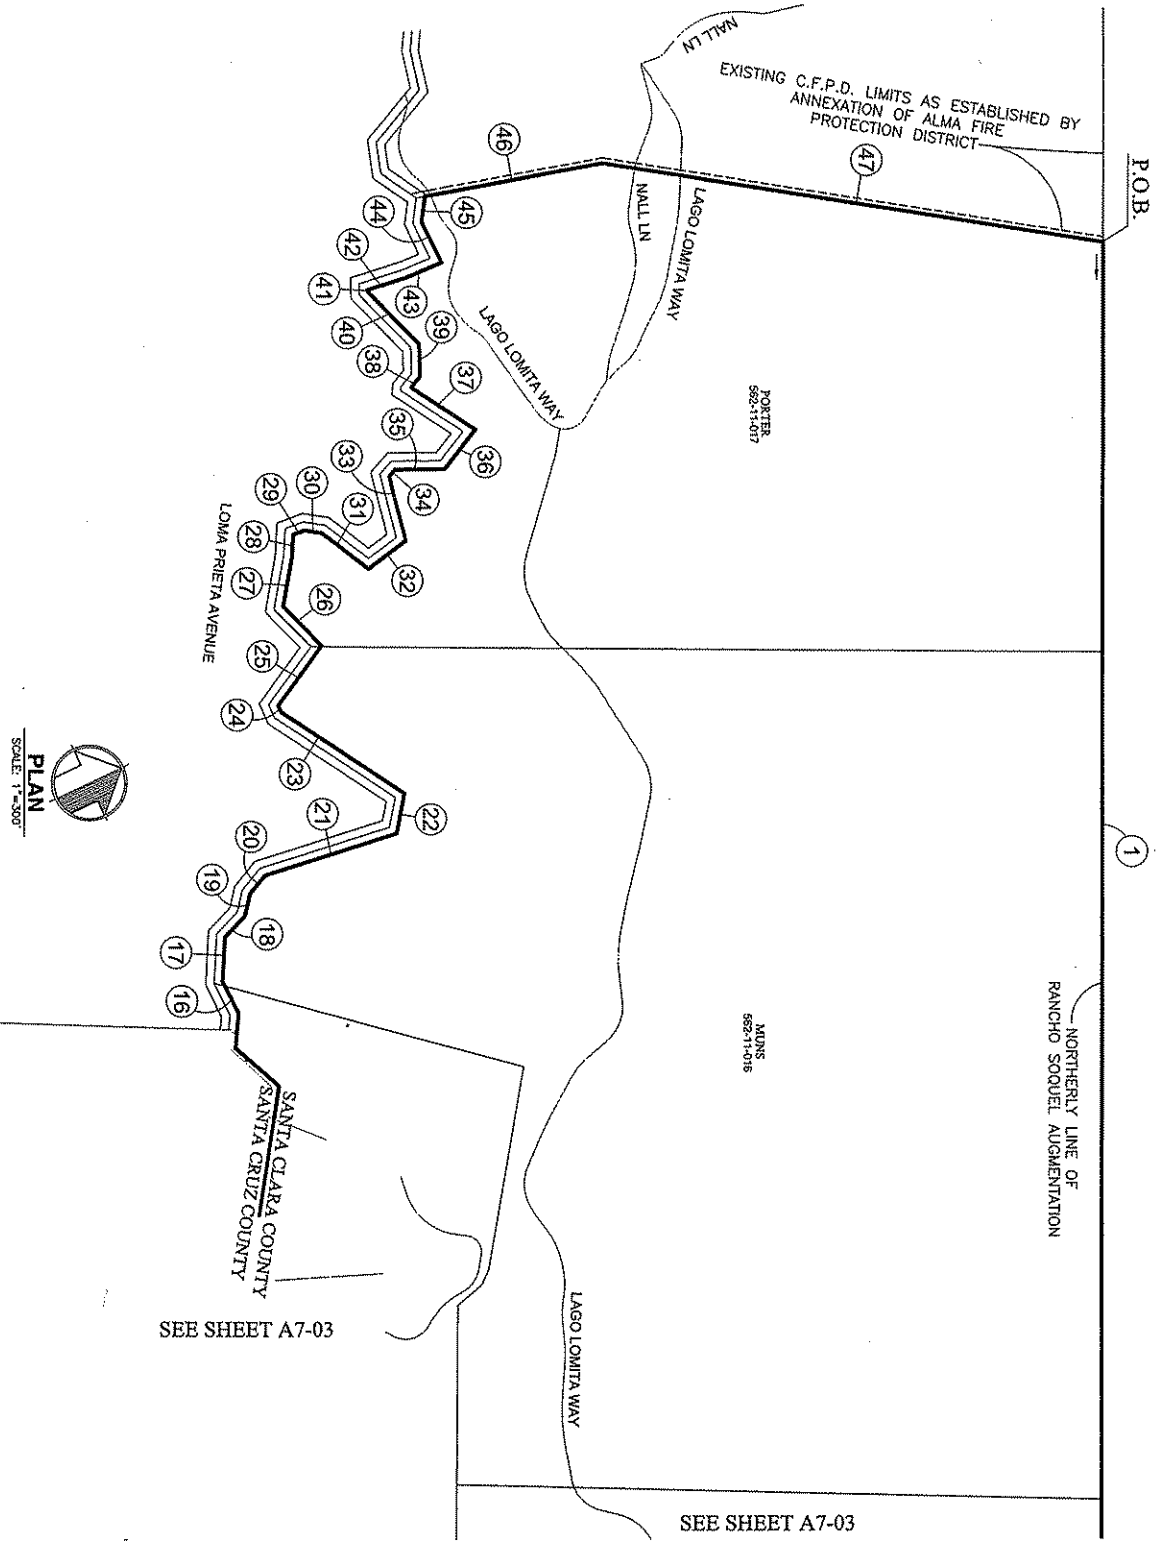 P.O.B.
NALL LN
EXISTING C.F.P.D. LIMITS AS ESTABLISHED BY
ANNEXATION OF ALMA FIRE
PROTECTION DISTRICT
47
46
NALL LN
LAGO LOMITA WAY
45
44
42
41
43
40
39
38
37
LAGO LOMITA WAY
PORTER
562-11-017
36
35
34
33
32
31
30
29
28
27
26
25
24
LOMA PRIETA AVENUE
23
22
21
20
19
18
17
16
1
NORTHERLY LINE OF
RANCHO SOQUEL AUGMENTATION
MUNS
562-11-016
PLAN
SCALE: 1"=300'
SANTA CLARA COUNTY
SANTA CRUZ COUNTY
SEE SHEET A7-03
LAGO LOMITA WAY
SEE SHEET A7-03